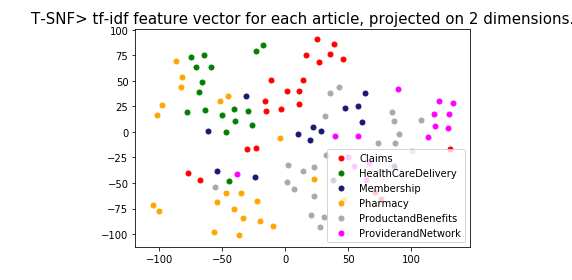 T-SNF> tf-idf feature vector for each article, projected on 2 dimensions.
100
75
50
25
0
−25
−50
−75
−100
−100
−50
0
50
100
Claims
HealthCareDelivery
Membership
Pharmacy
ProductandBenefits
ProviderandNetwork